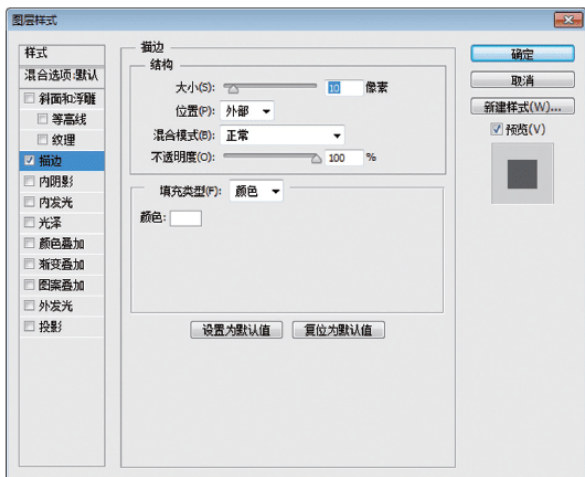 图层样式
样式
混合选项:默认
斜面和浮雕
等高线
纹理
描边
内阴影
内发光
光泽
颜色叠加
渐变叠加
图案叠加
外发光
投影
描边
结构
大小(S): 10 像素
位置(P): 外部
混合模式(B): 正常
不透明度(O): 100 %
填充类型(F): 颜色
颜色:
设置为默认值 复位为默认值
确定
取消
新建样式(W)...
预览(V)